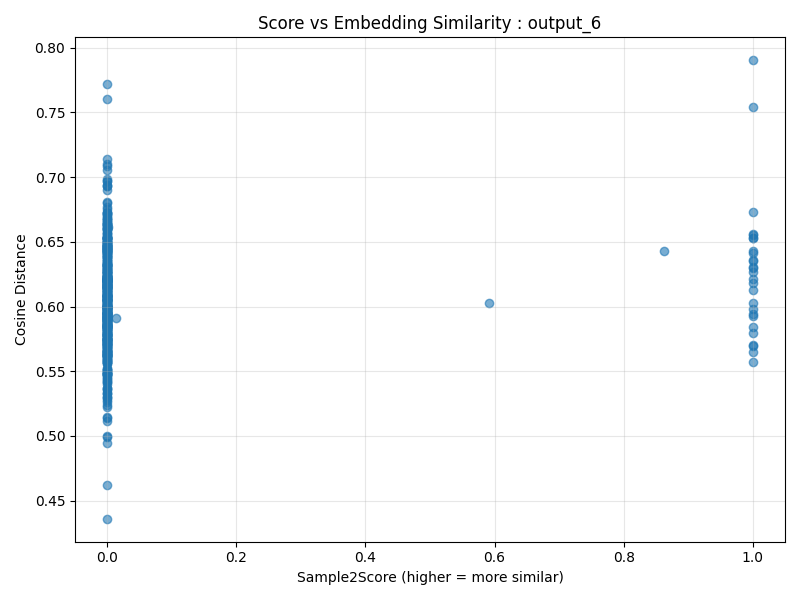 Score vs Embedding Similarity : output_6
0.80
0.75
0.70
0.65
0.60
0.55
0.50
0.45
Cosine Distance
0.0 0.2 0.4 0.6 0.8 1.0
Sample2Score (higher = more similar)